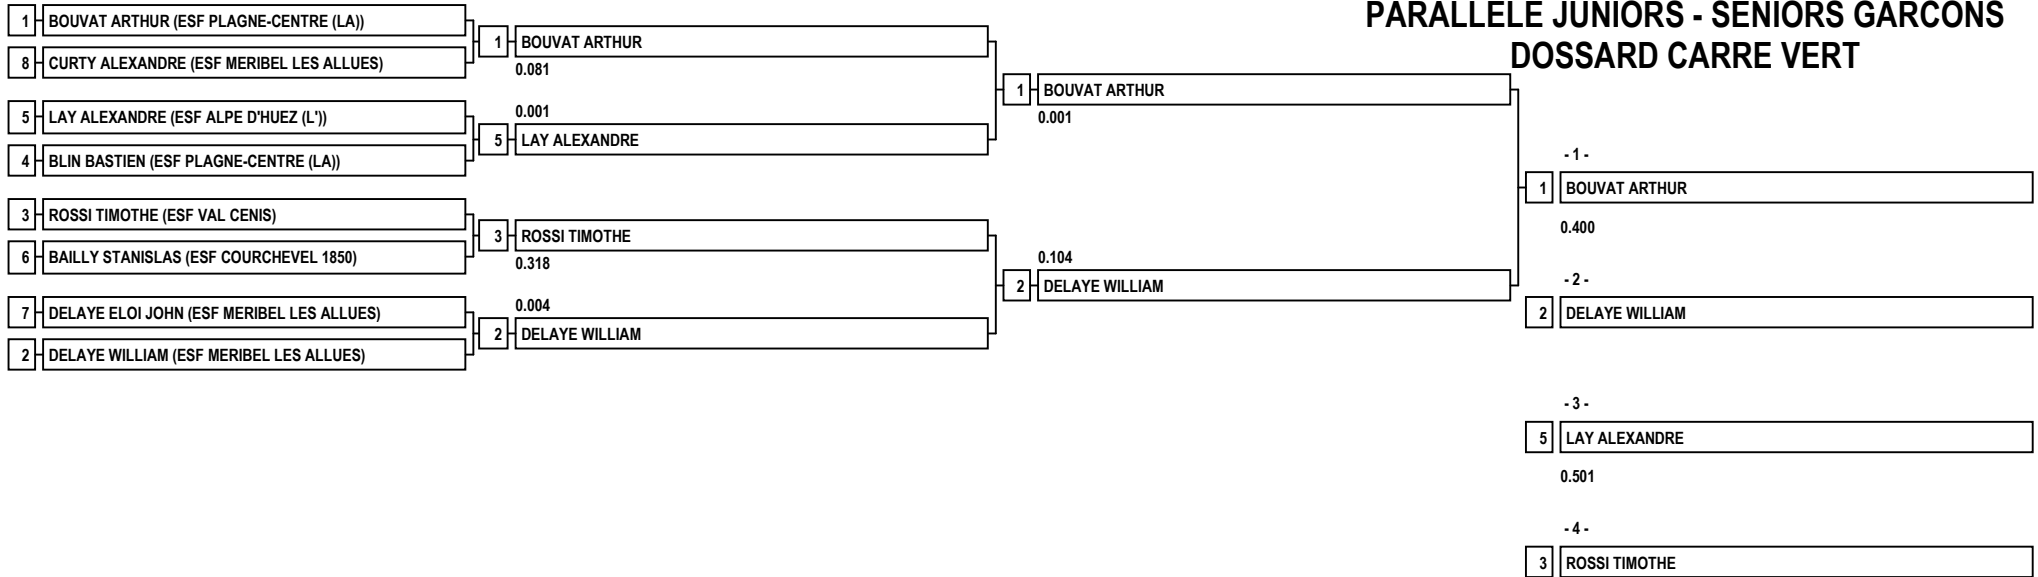 PARALLELE JUNIORS - SENIORS GARCONS
DOSSARD CARRE VERT
1 BOUVAT ARTHUR (ESF PLAGNE-CENTRE (LA))
8 CURTY ALEXANDRE (ESF MERIBEL LES ALLUES)
5 LAY ALEXANDRE (ESF ALPE D'HUEZ (L'))
4 BLIN BASTIEN (ESF PLAGNE-CENTRE (LA))
3 ROSSI TIMOTHE (ESF VAL CENIS)
6 BAILLY STANISLAS (ESF COURCHEVEL 1850)
7 DELAYE ELOI JOHN (ESF MERIBEL LES ALLUES)
2 DELAYE WILLIAM (ESF MERIBEL LES ALLUES)
1 BOUVAT ARTHUR
0.081
0.001
5 LAY ALEXANDRE
3 ROSSI TIMOTHE
0.318
0.004
2 DELAYE WILLIAM
1 BOUVAT ARTHUR
0.001
0.104
2 DELAYE WILLIAM
- 1 -
1 BOUVAT ARTHUR
0.400
- 2 -
2 DELAYE WILLIAM
- 3 -
5 LAY ALEXANDRE
0.501
- 4 -
3 ROSSI TIMOTHE